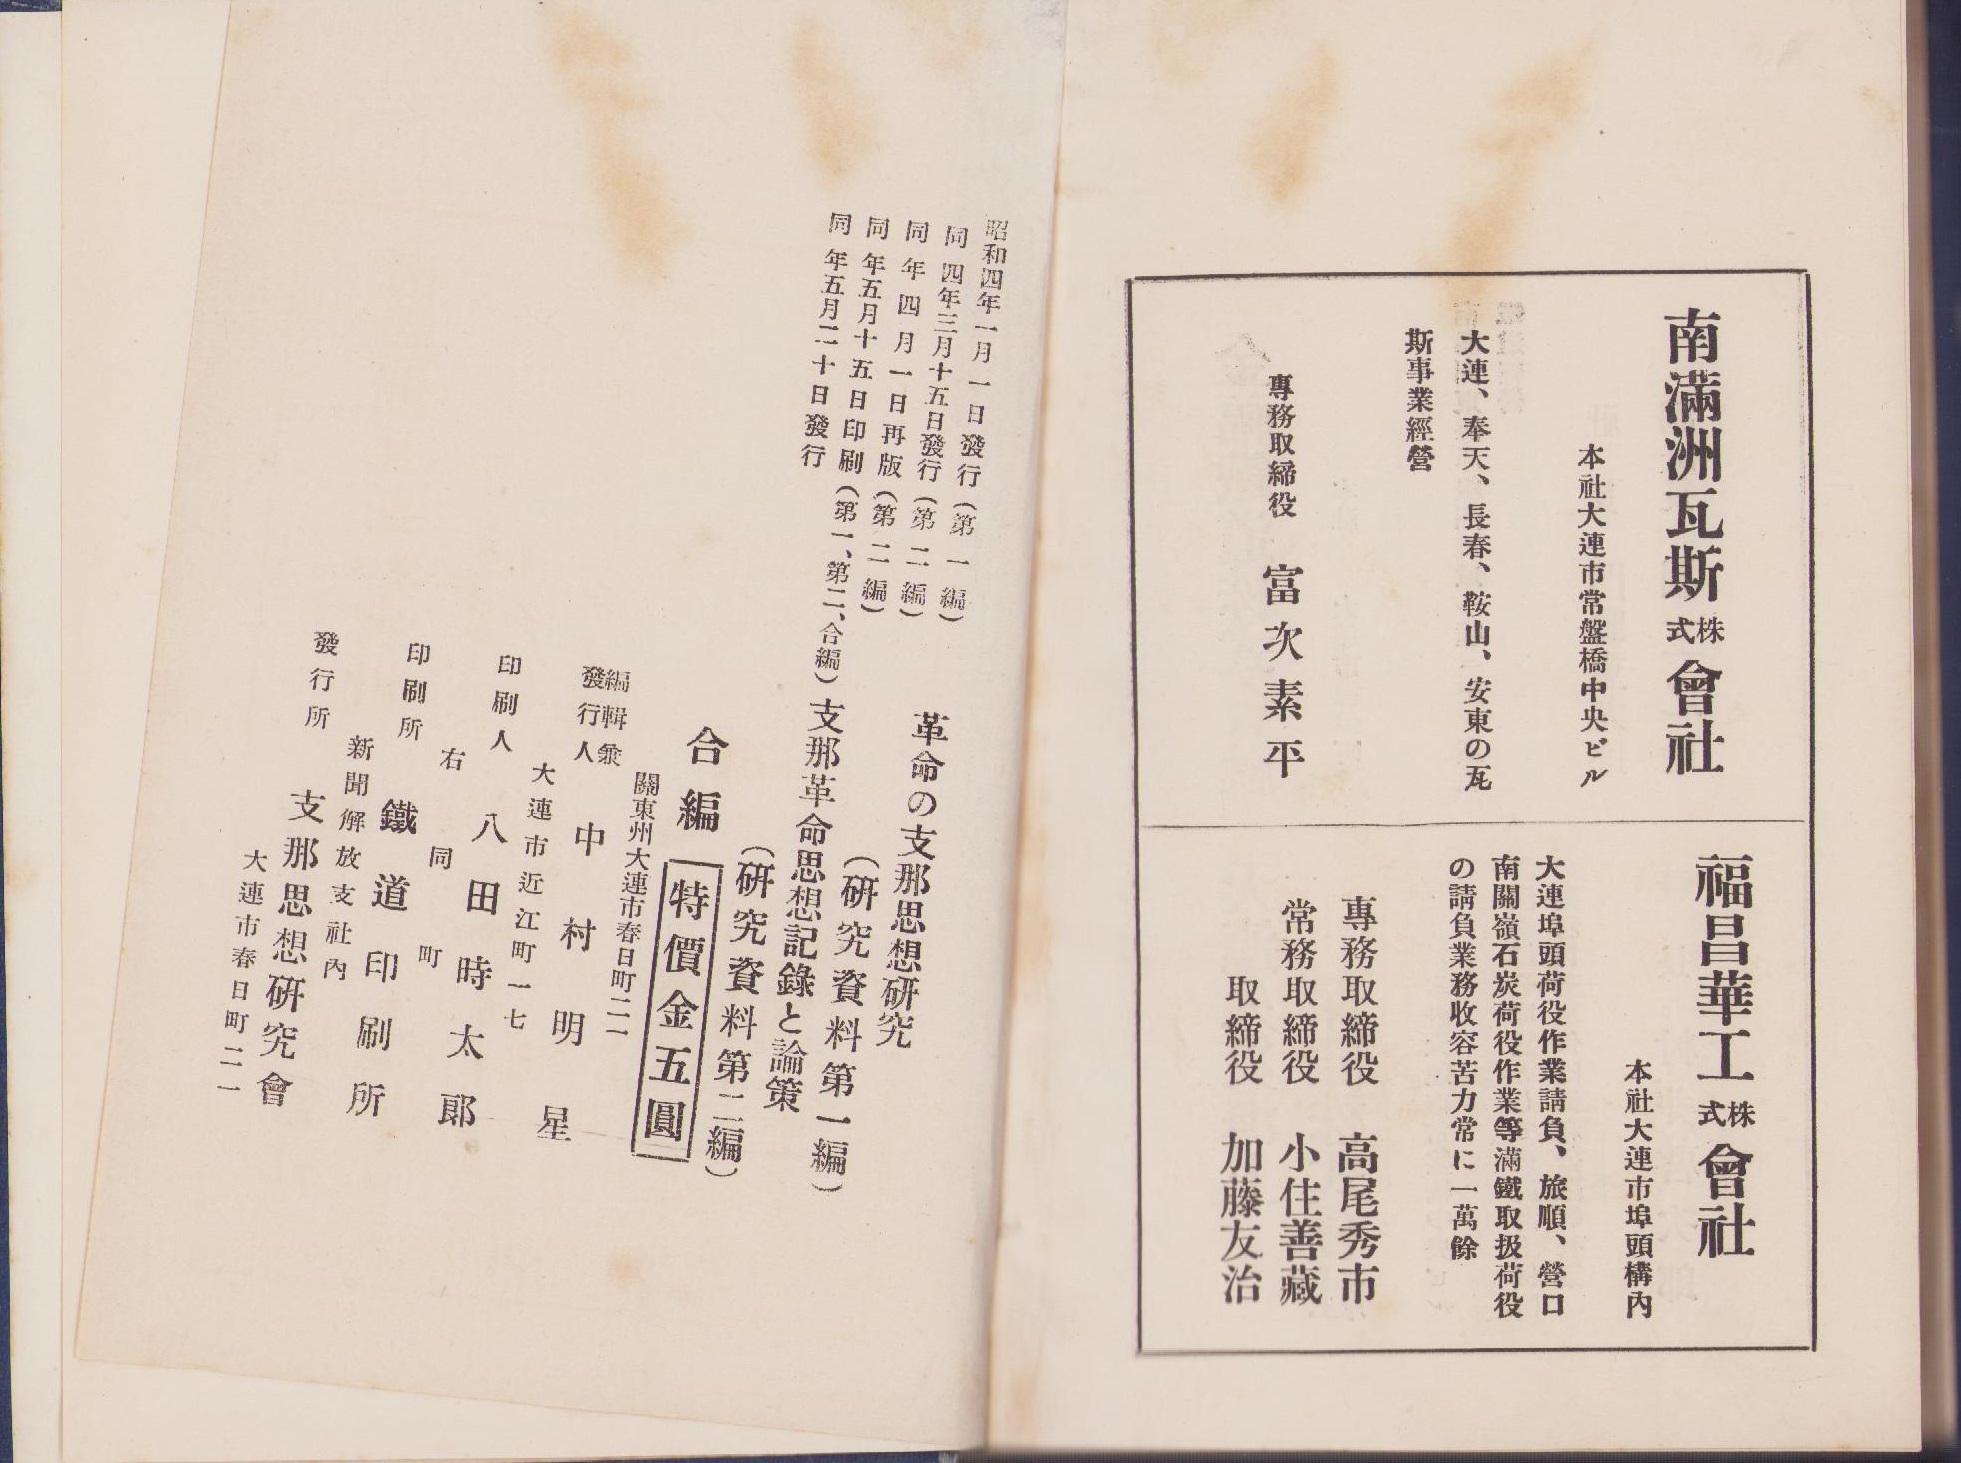 南滿洲瓦斯株式會社
本社大連市常盤橋中央ビル
大連、奉天、長春、鞍山、安東の瓦
斯事業經營
專務取締役 富次素平
福昌華工株式會社
本社大連市埠頭構內
大連埠頭荷役作業請負、旅順、營口
南關嶺石炭荷役作業等滿鐵取扱荷役
の請負業務收容苦力常に一萬餘
專務取締役 高尾秀市
常務取締役 小住善藏
取締役 加藤友治
昭和四年一月一日發行(第一編)
同四年三月十五日發行(第二編)
同年四月一日再版(第二編)
同年五月十五日印刷(第一、第二、合編)
同年五月二十日發行
革命の支那思想研究
(研究資料第一編)
支那革命思想記錄と論策
(研究資料第二編)
合編 特價金五圓
關東州大連市春日町二一
編輯兼發行人 中村明星
大連市近江町一七
印刷人 八田時太郎
右同町
印刷所 鐵道印刷所
新聞解放支社內
發行所 支那思想研究會
大連市春日町二一